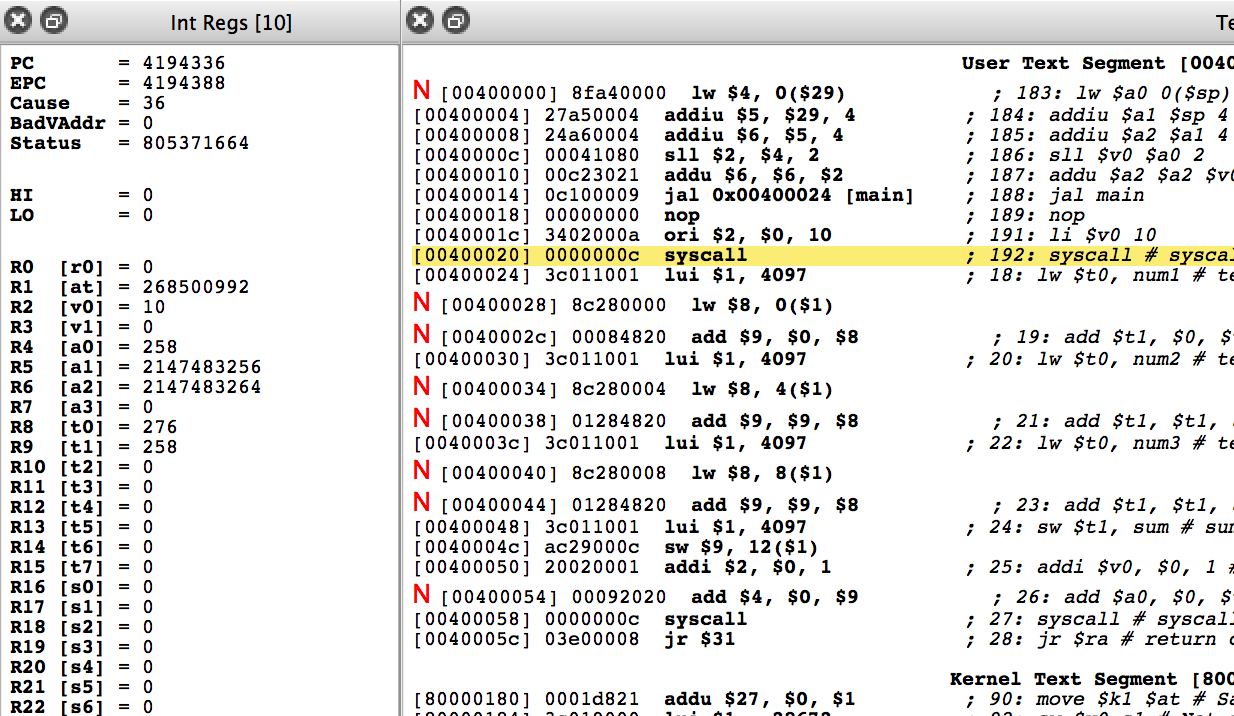 Int Regs [10]
PC = 4194336
EPC = 4194388
Cause = 36
BadVAddr = 0
Status = 805371664
HI = 0
LO = 0
R0 [r0] = 0
R1 [at] = 268500992
R2 [v0] = 10
R3 [v1] = 0
R4 [a0] = 258
R5 [a1] = 2147483256
R6 [a2] = 2147483264
R7 [a3] = 0
R8 [t0] = 276
R9 [t1] = 258
R10 [t2] = 0
R11 [t3] = 0
R12 [t4] = 0
R13 [t5] = 0
R14 [t6] = 0
R15 [t7] = 0
R16 [s0] = 0
R17 [s1] = 0
R18 [s2] = 0
R19 [s3] = 0
R20 [s4] = 0
R21 [s5] = 0
R22 [s6] = 0
Te
User Text Segment [0040
N [00400000] 8fa40000 lw $4, 0($29) ; 183: lw $a0 0($sp)
[00400004] 27a50004 addiu $5, $29, 4 ; 184: addiu $a1 $sp 4
[00400008] 24a60004 addiu $6, $5, 4 ; 185: addiu $a2 $a1 4
[0040000c] 00041080 sll $2, $4, 2 ; 186: sll $v0 $a0 2
[00400010] 00c23021 addu $6, $6, $2 ; 187: addu $a2 $a2 $v
[00400014] 0c100009 jal 0x00400024 [main] ; 188: jal main
[00400018] 00000000 nop ; 189: nop
[0040001c] 3402000a ori $2, $0, 10 ; 191: li $v0 10
[00400020] 0000000c syscall ; 192: syscall # syscal
[00400024] 3c011001 lui $1, 4097 ; 18: lw $t0, num1 # te
N [00400028] 8c280000 lw $8, 0($1)
N [0040002c] 00084820 add $9, $0, $8 ; 19: add $t1, $0, $
[00400030] 3c011001 lui $1, 4097 ; 20: lw $t0, num2 # te
N [00400034] 8c280004 lw $8, 4($1)
N [00400038] 01284820 add $9, $9, $8 ; 21: add $t1, $t1,
[0040003c] 3c011001 lui $1, 4097 ; 22: lw $t0, num3 # te
N [00400040] 8c280008 lw $8, 8($1)
N [00400044] 01284820 add $9, $9, $8 ; 23: add $t1, $t1,
[00400048] 3c011001 lui $1, 4097 ; 24: sw $t1, sum # sum
[0040004c] ac29000c sw $9, 12($1)
[00400050] 20020001 addi $2, $0, 1 ; 25: addi $v0, $0, 1 #
N [00400054] 00092020 add $4, $0, $9 ; 26: add $a0, $0, $
[00400058] 0000000c syscall ; 27: syscall # syscall
[0040005c] 03e00008 jr $31 ; 28: jr $ra # return
Kernel Text Segment [800
[80000180] 0001d821 addu $27, $0, $1 ; 90: move $k1 $at # Sa